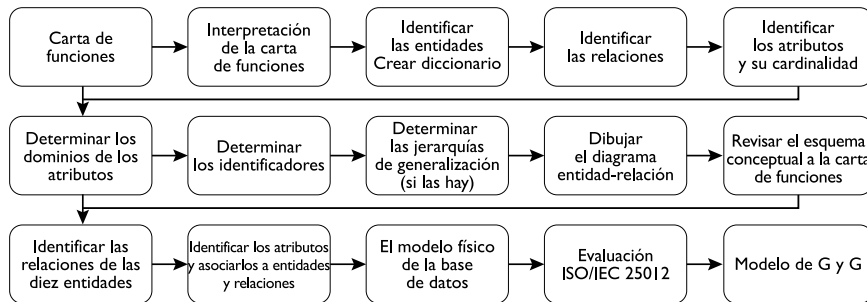 Carta de
funciones
Interpretación
de la carta
de funciones
Identificar
las entidades
Crear diccionario
Identificar
las relaciones
Identificar
los atributos
y su cardinalidad
Determinar los
dominios de los
atributos
Determinar
los identificadores
Determinar
las jerarquías
de generalización
(si las hay)
Dibujar
el diagrama
entidad-relación
Revisar el esquema
conceptual a la carta
de funciones
Identificar las
relaciones de las
diez entidades
Identificar los atributos
y asociarlos a entidades
y relaciones
El modelo físico
de la base
de datos
Evaluación
ISO/IEC 25012
Modelo de G y G